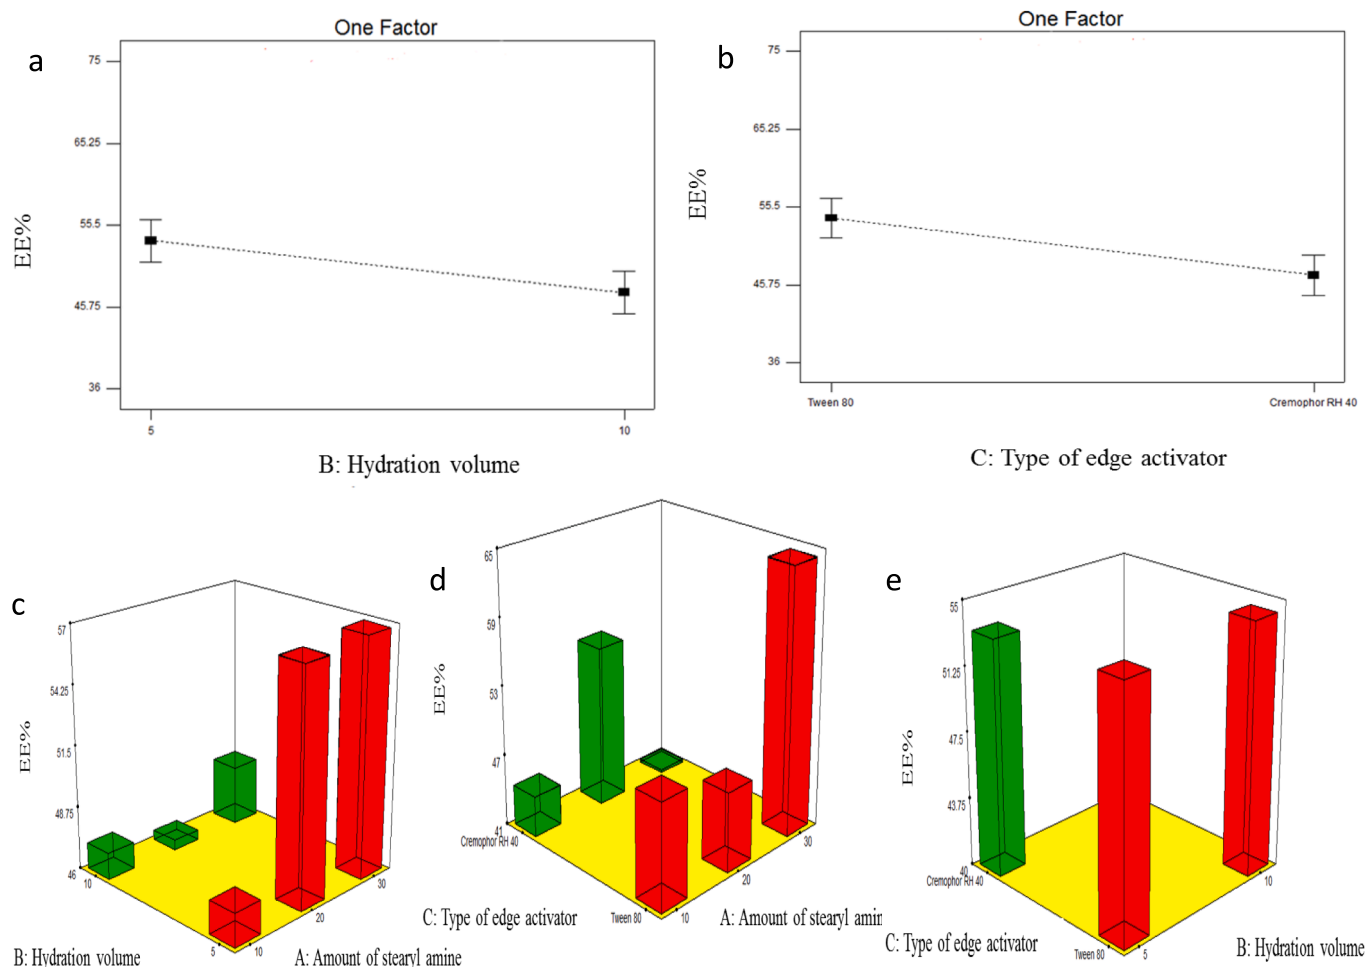 a
One Factor
75
65.25
55.5
45.75
36
EE%
5
10
B: Hydration volume
b
One Factor
75
65.25
55.5
45.75
36
EE%
Tween 80
Cremophor RH 40
C: Type of edge activator
c
57
54.25
51.5
48.75
46
EE%
10
5
10
20
30
B: Hydration volume
A: Amount of stearyl amine
d
65
59
53
47
41
EE%
Cremophor RH 40
Tween 80
10
20
30
C: Type of edge activator
A: Amount of stearyl amin
e
55
51.25
47.5
43.75
40
EE%
Cremophor RH 40
Tween 80
5
10
C: Type of edge activator
B: Hydration volume